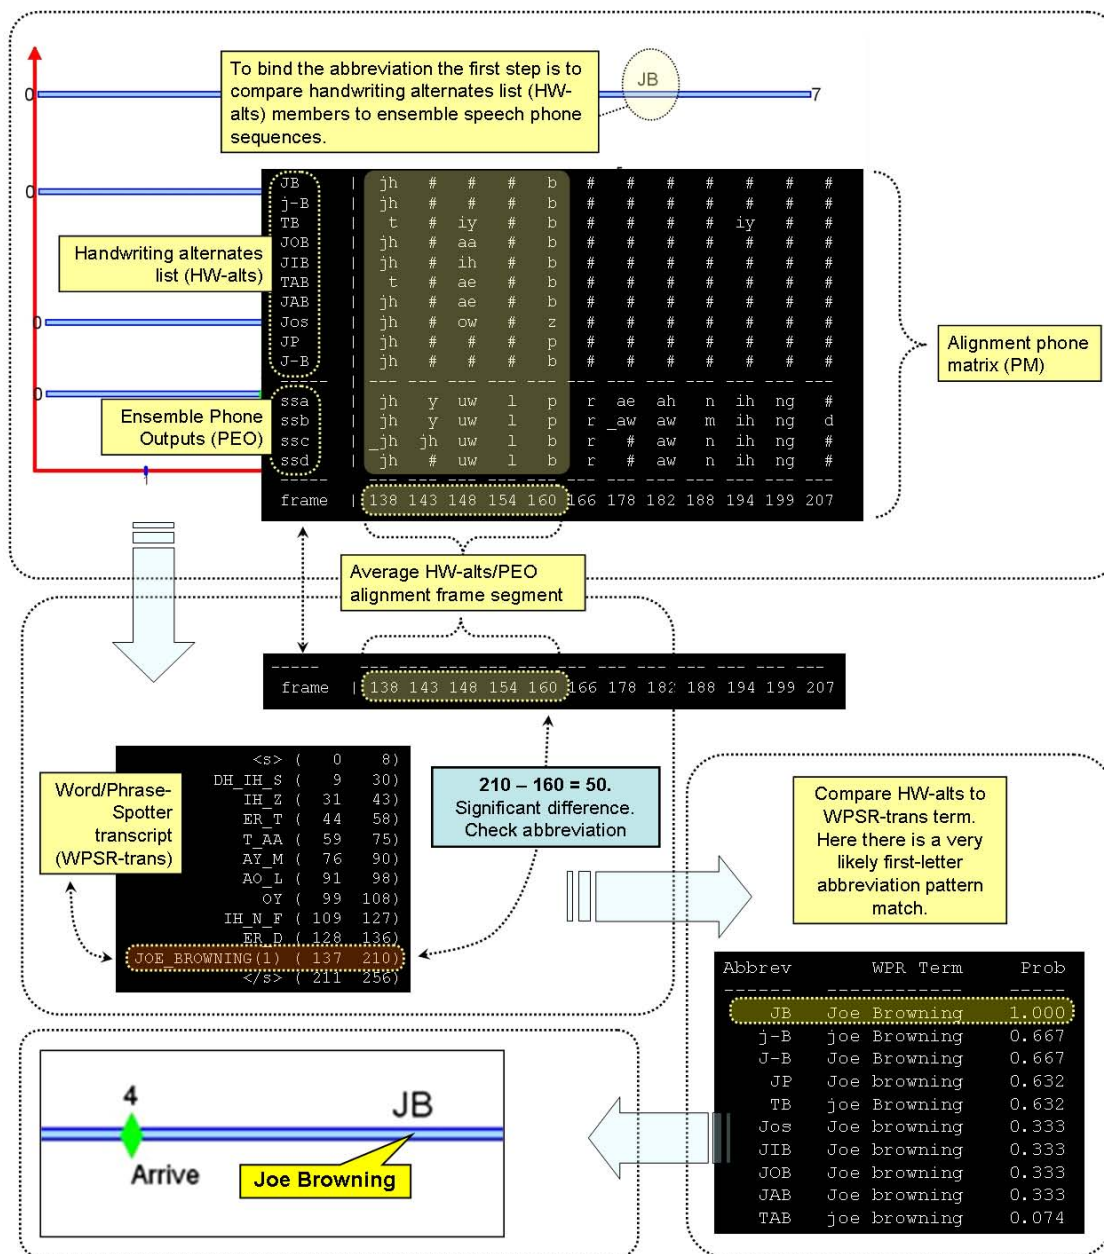 To bind the abbreviation the first step is to
compare handwriting alternates list (HW-
alts) members to ensemble speech phone
sequences.
JB
0
7
0
0
0
Handwriting alternates
list (HW-alts)
Ensemble Phone
Outputs (PEO)
JB | jh # # # b # # # # # # #
j-B | jh # # # b # # # # # # #
TB | t # iy # b # # # # iy # #
JOB | jh # aa # b # # # # # # #
JIB | jh # ih # b # # # # # # #
TAB | t # ae # b # # # # # # #
JAB | jh # ae # b # # # # # # #
Jos | jh # ow # z # # # # # # #
JP | jh # # # p # # # # # # #
J-B | jh # # # b # # # # # # #
----- --- --- --- --- --- --- --- --- --- --- --- ---
ssa | jh y uw l p r ae ah n ih ng #
ssb | jh y uw l p r _aw aw m ih ng d
ssc | _jh jh uw l b r # aw n ih ng #
ssd | jh # uw l b r # aw n ih ng #
----- --- --- --- --- --- --- --- --- --- --- --- ---
frame | 138 143 148 154 160 166 178 182 188 194 199 207
Alignment phone
matrix (PM)
Average HW-alts/PEO
alignment frame segment
----- --- --- --- --- --- --- --- --- --- --- --- ---
frame | 138 143 148 154 160 166 178 182 188 194 199 207
Word/Phrase-
Spotter
transcript
(WPSR-trans)
<s> ( 0 8)
DH_IH_S ( 9 30)
IH_Z ( 31 43)
ER_T ( 44 58)
T_AA ( 59 75)
AY_M ( 76 90)
AO_L ( 91 98)
OY ( 99 108)
IH_N_F ( 109 127)
ER_D ( 128 136)
JOE_BROWNING(1) ( 137 210)
</s> ( 211 256)
210 – 160 = 50.
Significant difference.
Check abbreviation
Compare HW-alts to
WPSR-trans term.
Here there is a very
likely first-letter
abbreviation pattern
match.
Abbrev WPR Term Prob
------ ------------- -----
JB Joe Browning 1.000
j-B joe Browning 0.667
J-B Joe Browning 0.667
JP Joe browning 0.632
TB joe Browning 0.632
Jos Joe browning 0.333
JIB Joe browning 0.333
JOB Joe browning 0.333
JAB Joe browning 0.333
TAB joe browning 0.074
4
JB
Arrive
Joe Browning